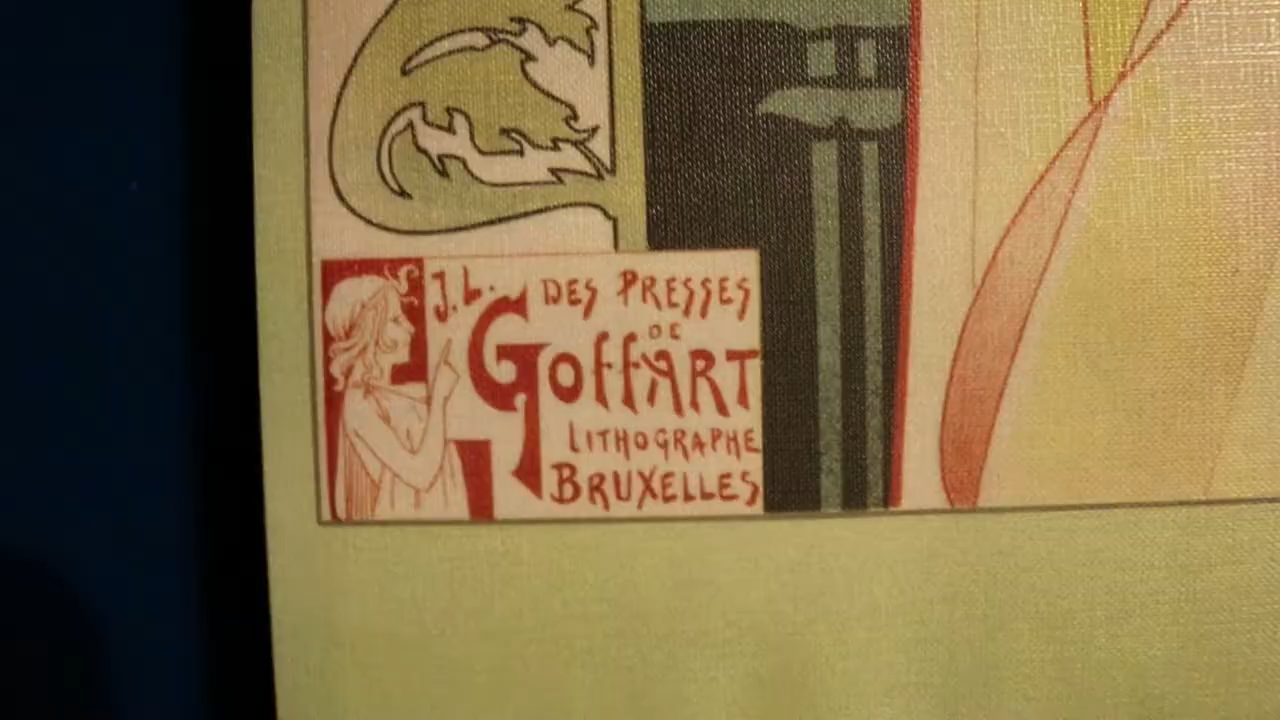 J.L. DES PRESSES
DE
GOFFART
LITHOGRAPHE
BRUXELLES